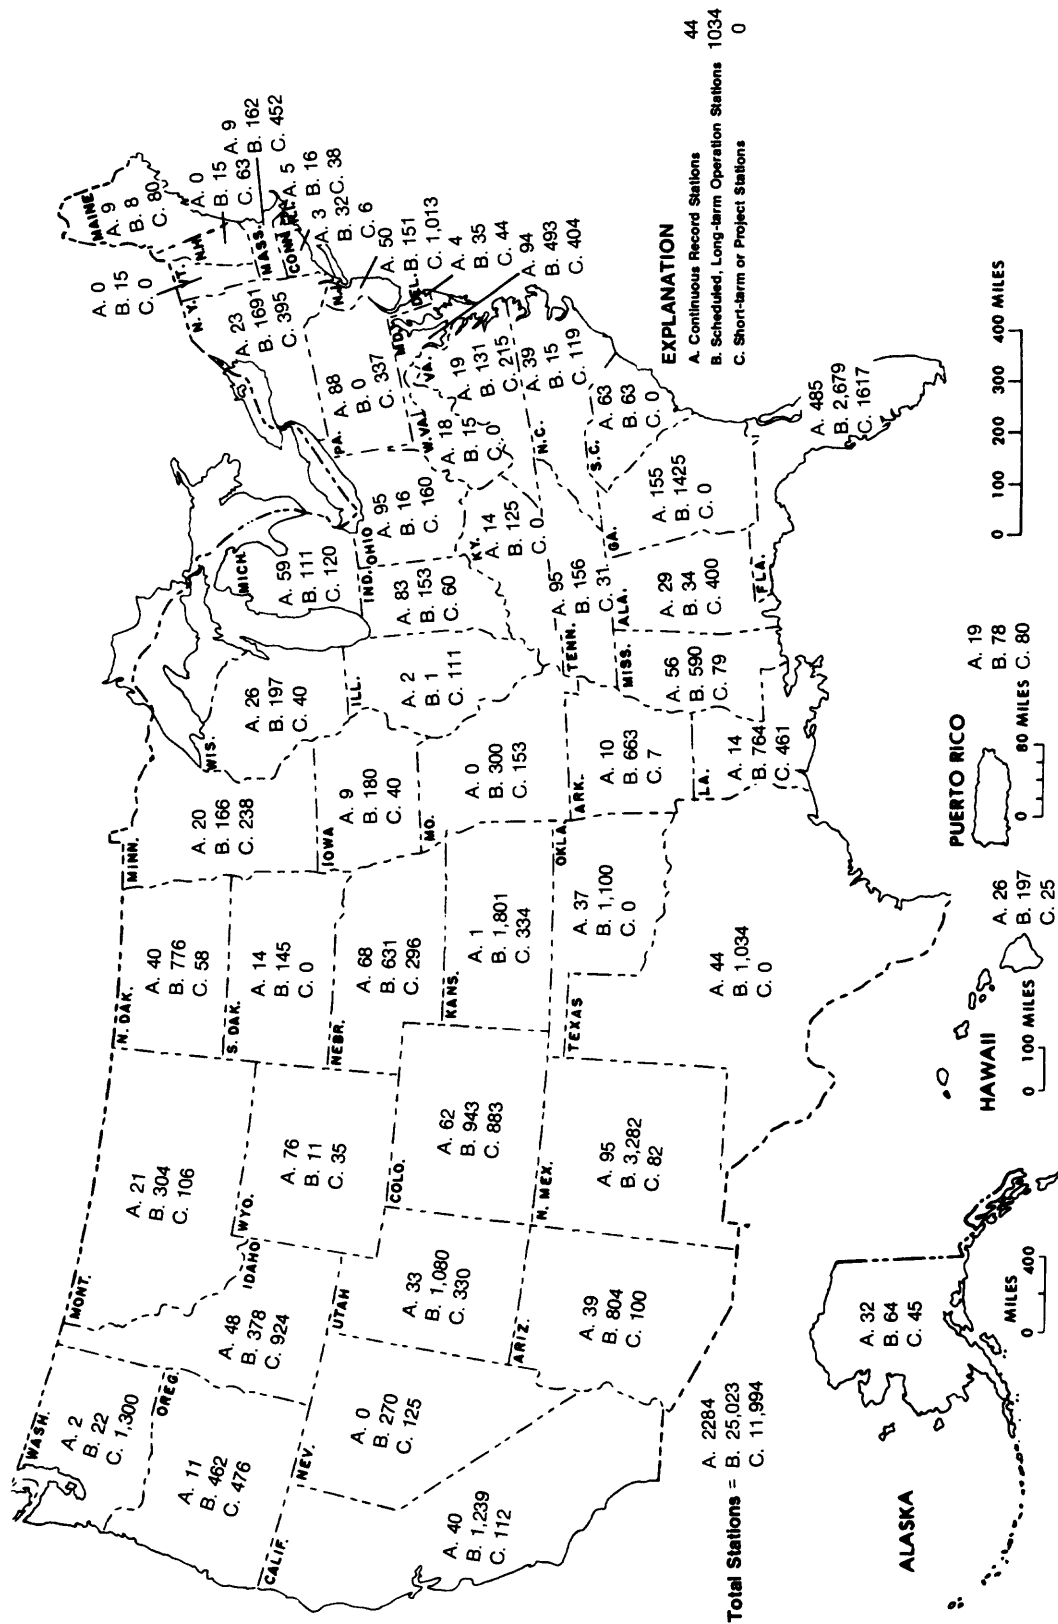 WASH.
A. 2
B. 22
C. 1,300
OREG.
A. 11
B. 462
C. 476
CALIF.
A. 40
B. 1,239
C. 112
NEV.
A. 0
B. 270
C. 125
IDAHO
A. 48
B. 378
C. 924
MONT.
A. 21
B. 304
C. 106
WYO.
A. 76
B. 11
C. 35
UTAH
A. 33
B. 1,080
C. 330
ARIZ.
A. 39
B. 804
C. 100
COLO.
A. 62
B. 943
C. 883
N. MEX.
A. 95
B. 3,282
C. 82
N. DAK.
A. 40
B. 776
C. 58
S. DAK.
A. 14
B. 145
C. 0
NEBR.
A. 68
B. 631
C. 296
KANS.
A. 1
B. 1,801
C. 334
OKLA.
A. 37
B. 1,100
C. 0
TEXAS
A. 44
B. 1,034
C. 0
MINN.
A. 20
B. 166
C. 238
IOWA
A. 9
B. 180
C. 40
MO.
A. 0
B. 300
C. 153
ARK.
A. 10
B. 663
C. 7
LA.
A. 14
B. 764
C. 461
WIS.
A. 26
B. 197
C. 40
ILL.
A. 2
B. 1
C. 111
MICH.
A. 59
B. 111
C. 120
IND.
A. 83
B. 153
C. 60
OHIO
A. 95
B. 16
C. 160
KY.
A. 14
B. 125
C. 0
TENN.
A. 95
B. 156
C. 31
MISS.
A. 56
B. 590
C. 79
ALA.
A. 29
B. 34
C. 400
GA.
A. 155
B. 1425
C. 0
FLA.
A. 485
B. 2,679
C. 1617
S.C.
A. 63
B. 63
C. 0
N.C.
A. 39
B. 15
C. 119
VA.
A. 19
B. 131
C. 215
W.VA.
A. 18
B. 15
C. 0
PA.
A. 88
B. 0
C. 337
N.Y.
A. 23
B. 1691
C. 395
VT.
A. 0
B. 15
C. 0
N.H.
A. 0
B. 15
C. 63
MAINE
A. 9
B. 8
C. 80
MASS.
A. 9
B. 162
C. 452
R.I.
A. 5
B. 16
C. 38
CONN.
A. 3
B. 32
C. 6
N.J.
A. 50
B. 151
C. 1,013
DEL.
A. 4
B. 35
C. 44
MD.
A. 94
B. 493
C. 404
EXPLANATION
A. Continuous Record Stations 44
B. Scheduled, Long-term Operation Stations 1034
C. Short-term or Project Stations 0
0 100 200 300 400 MILES
Total Stations =
A. 2284
B. 25,023
C. 11,994
ALASKA
A. 32
B. 64
C. 45
0 400
MILES
HAWAII
A. 26
B. 197
C. 25
0 100 MILES
PUERTO RICO
A. 19
B. 78
C. 80
0 80 MILES